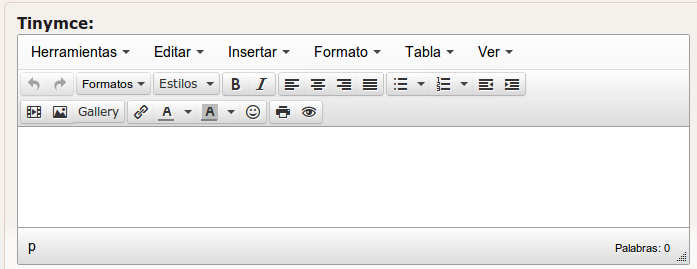 Tinymce:
Herramientas Editar Insertar Formato Tabla Ver
Formatos Estilos B I
Gallery A A
p Palabras: 0